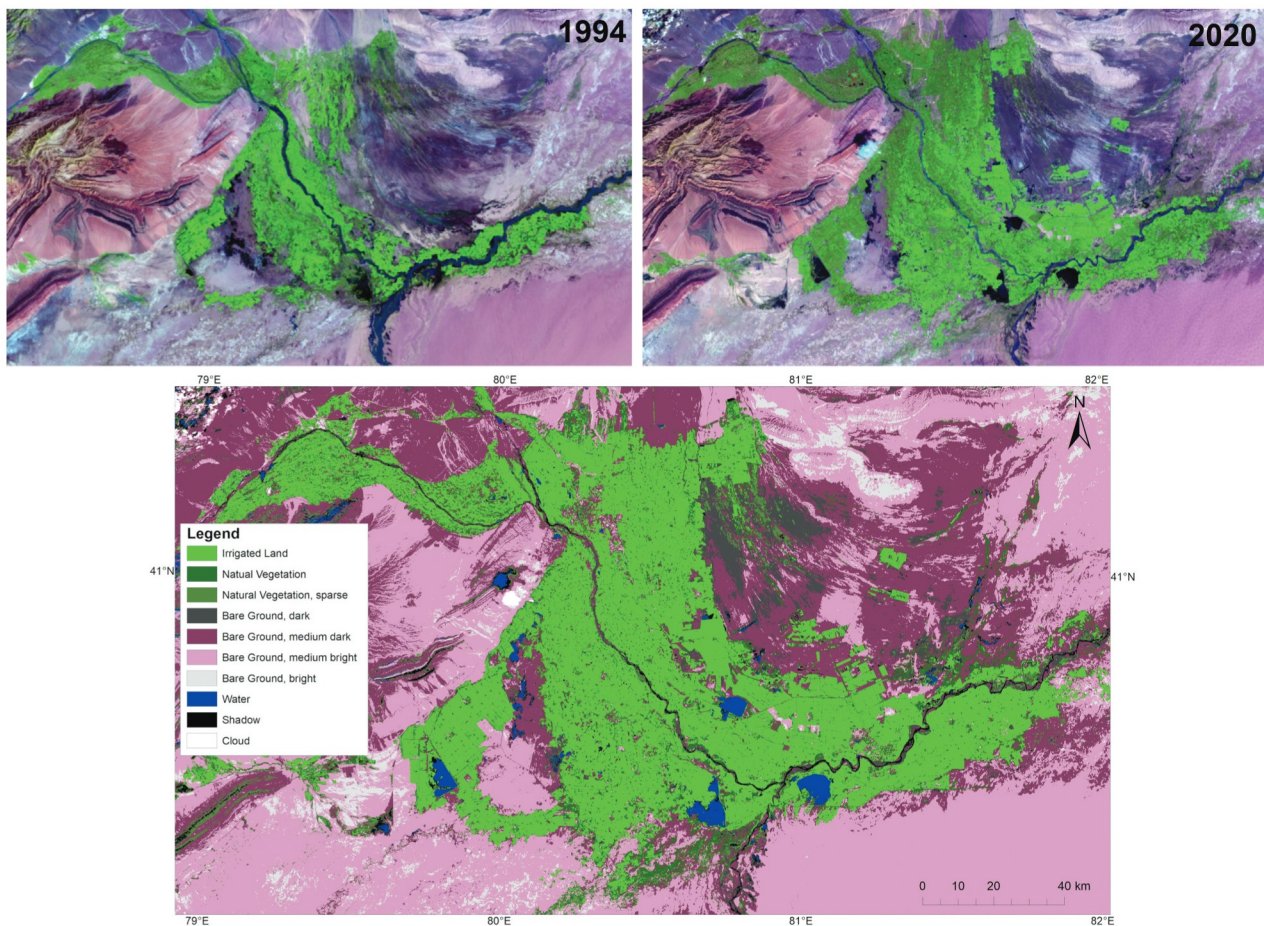 1994
2020
79°E 80°E 81°E 82°E
N
Legend
Irrigated Land
Natual Vegetation
Natural Vegetation, sparse
Bare Ground, dark
41°N 41°N
Bare Ground, medium dark
Bare Ground, medium bright
Bare Ground, bright
Water
Shadow
Cloud
0 10 20 40 km
79°E 80°E 81°E 82°E